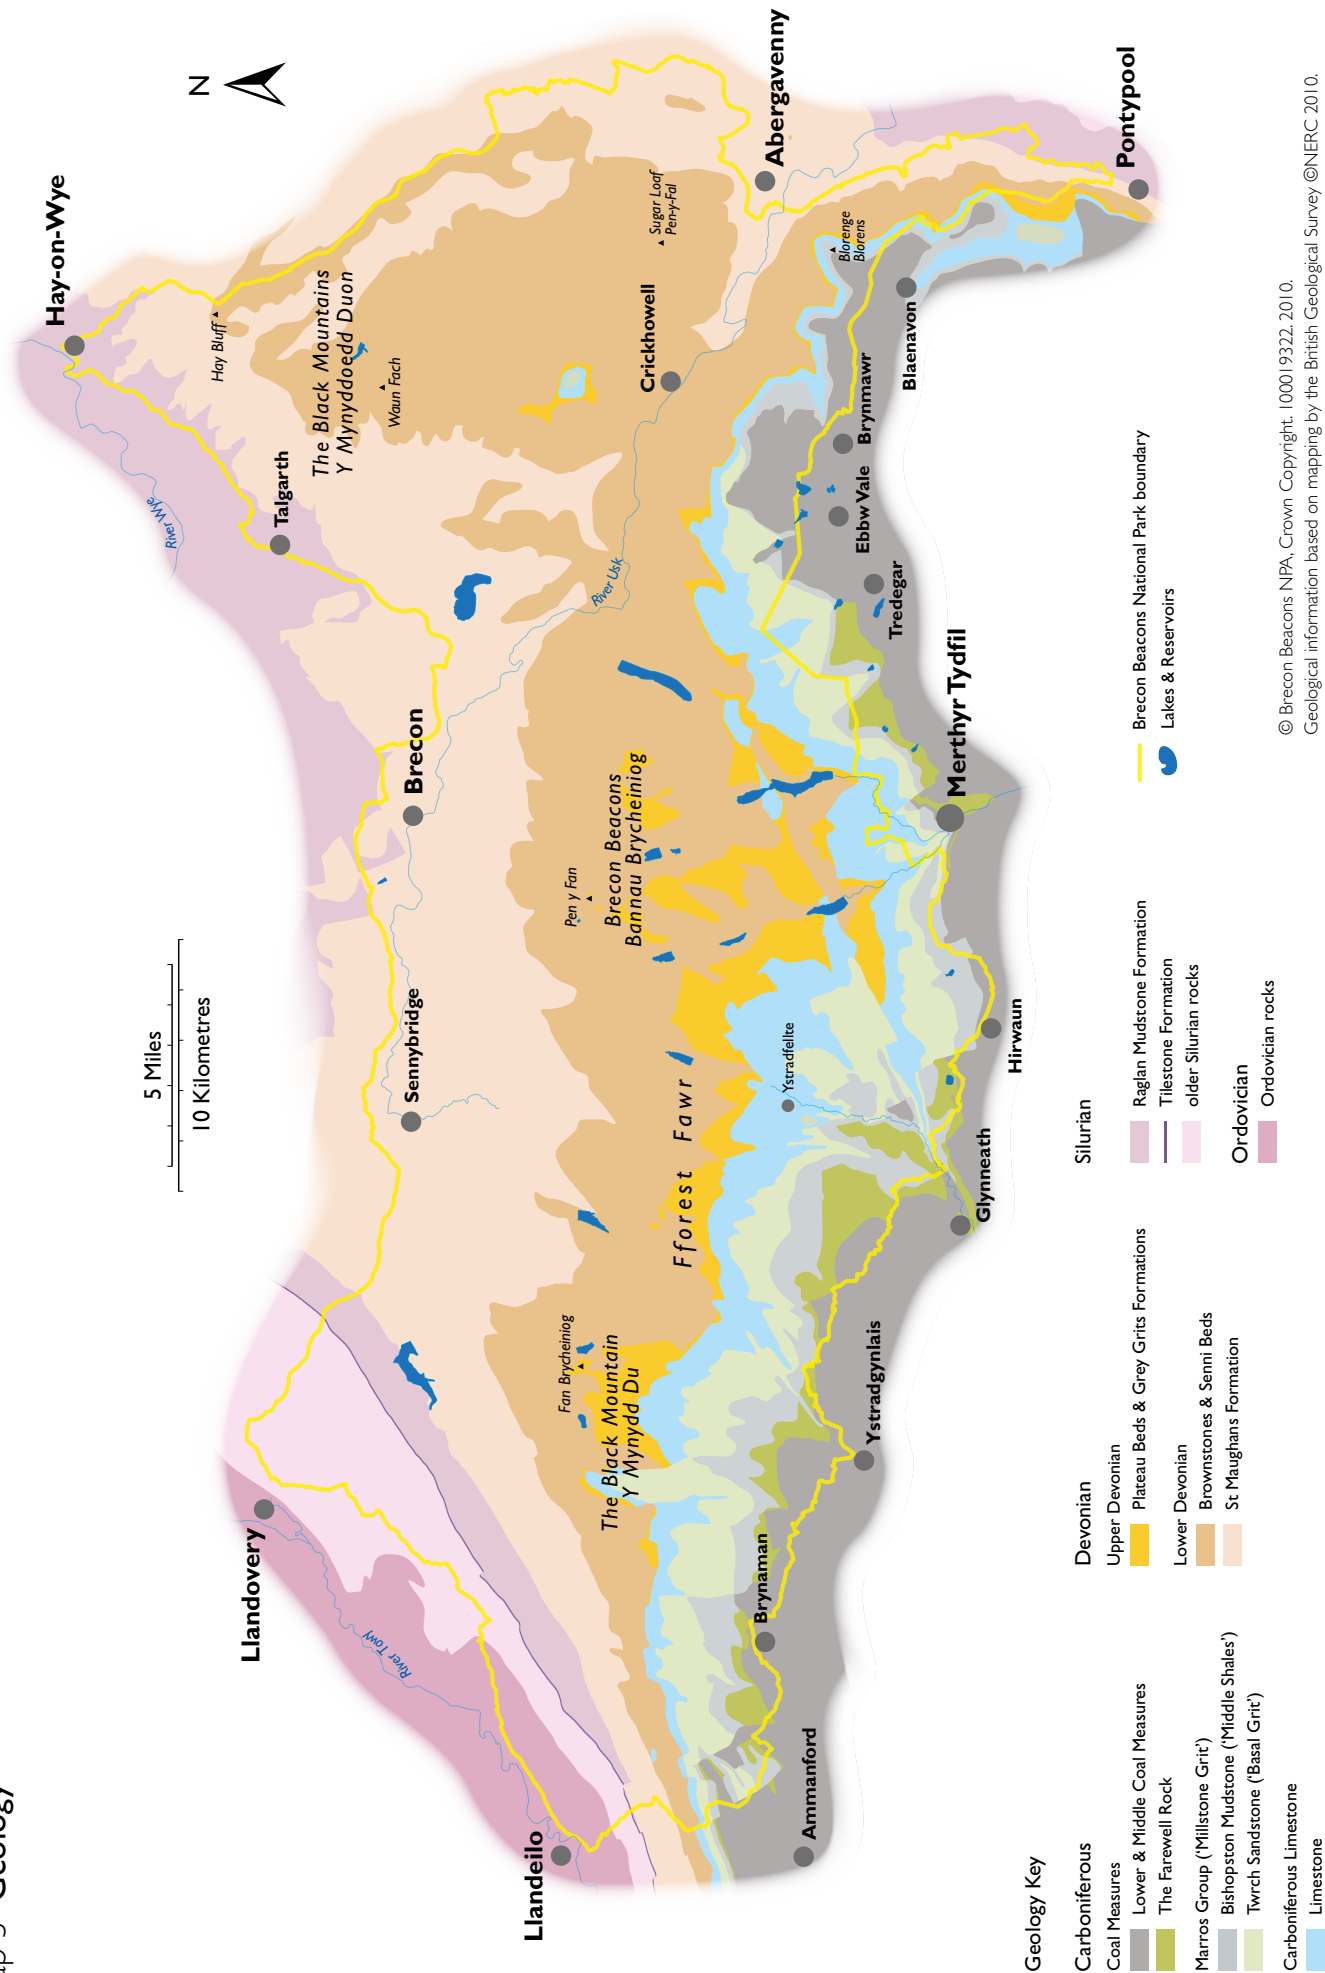 Geology
N
5 Miles
10 Kilometres
Hay-on-Wye
Llandovery
River Wye
Hay Bluff
Talgarth
The Black Mountains
Y Mynyddoedd Duon
Waun Fach
River Towy
Brecon
Sennybridge
Llandeilo
Fan Brycheiniog
The Black Mountain
Y Mynydd Du
Pen y Fan
Brecon Beacons
Bannau Brycheiniog
River Usk
Crickhowell
Sugar Loaf
Pen-y-Fal
Fforest Fawr
Abergavenny
Ystradfellte
Brynaman
Ammanford
Ystradgynlais
Glynneath
Hirwaun
Merthyr Tydfil
Tredegar
Ebbw Vale
Brynmawr
Blorenge
Blorens
Blaenavon
Pontypool
Geology Key
Carboniferous
Coal Measures
Lower & Middle Coal Measures
The Farewell Rock
Marros Group (‘Millstone Grit’)
Bishopston Mudstone (‘Middle Shales’)
Twrch Sandstone (‘Basal Grit’)
Carboniferous Limestone
Limestone
Devonian
Upper Devonian
Plateau Beds & Grey Grits Formations
Lower Devonian
Brownstones & Senni Beds
St Maughans Formation
Silurian
Raglan Mudstone Formation
Tilestone Formation
older Silurian rocks
Ordovician
Ordovician rocks
Brecon Beacons National Park boundary
Lakes & Reservoirs
© Brecon Beacons NPA, Crown Copyright. 100019322. 2010.
Geological information based on mapping by the British Geological Survey ©NERC 2010.